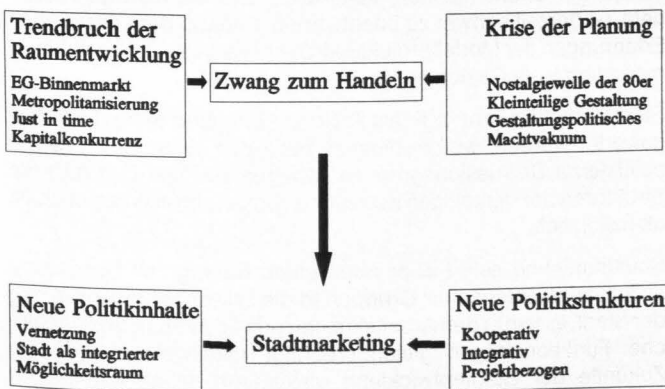 Trendbruch der
Raumentwicklung
EG-Binnenmarkt
Metropolitanisierung
Just in time
Kapitalkonkurrenz
Zwang zum Handeln
Krise der Planung
Nostalgiewelle der 80er
Kleinteilige Gestaltung
Gestaltungspolitisches
Machtvakuum
Neue Politikinhalte
Vernetzung
Stadt als integrierter
Möglichkeitsraum
Stadtmarketing
Neue Politikstrukturen
Kooperativ
Integrativ
Projektbezogen